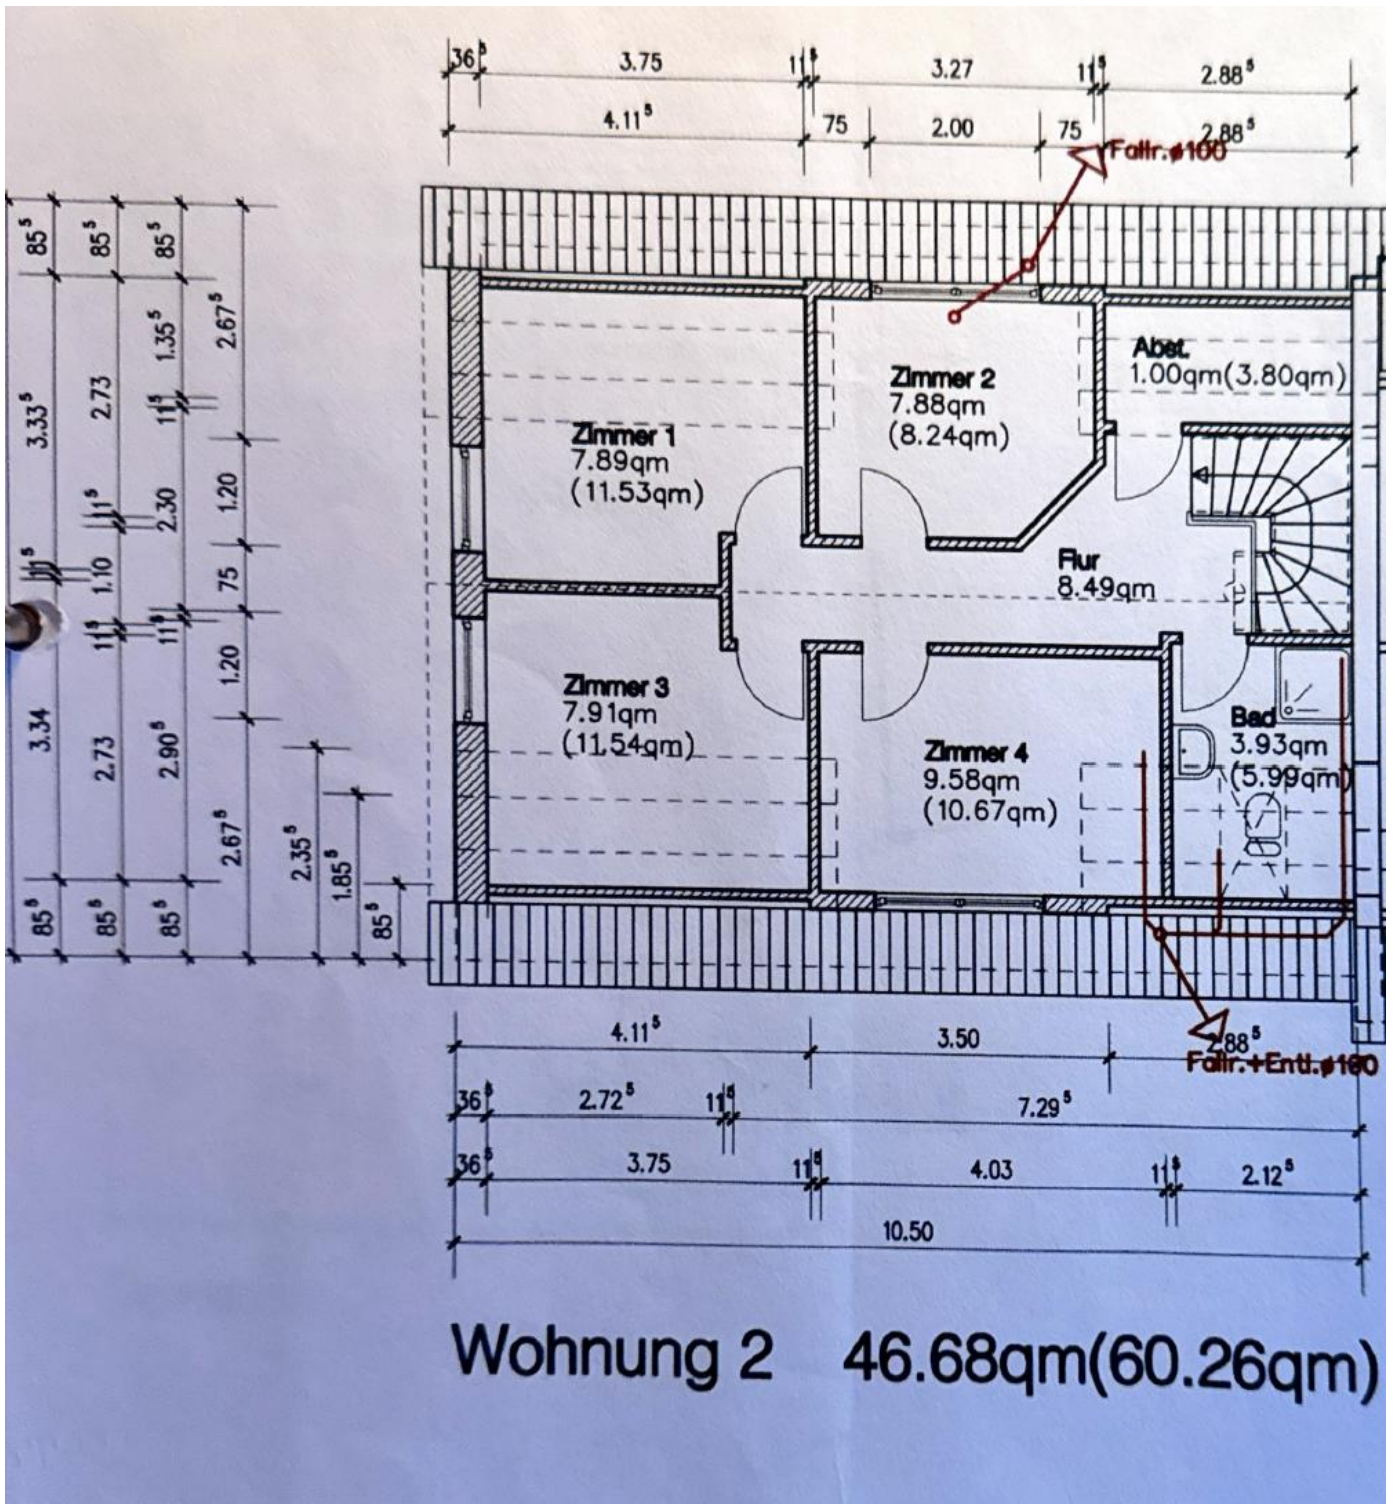 36⁵ 3.75 11⁵ 3.27 11⁵ 2.88⁵
4.11⁵ 75 2.00 75 2.88⁵
Fallr.ø100
85⁵ 85⁵ 85⁵
3.33⁵ 2.73 1.35⁵ 2.67⁵
11⁵
11⁵ 2.30 1.20
11⁵ 1.10 75
11⁵ 11⁵
3.34 2.73 2.90⁵ 1.20
2.67⁵ 2.35⁵ 1.85⁵
85⁵ 85⁵ 85⁵ 85⁵
Abst.
1.00qm(3.80qm)
Zimmer 2
7.88qm
(8.24qm)
Zimmer 1
7.89qm
(11.53qm)
Flur
8.49qm
Zimmer 3
7.91qm
(11.54qm)
Zimmer 4
9.58qm
(10.67qm)
Bad
3.93qm
(5.99qm)
4.11⁵ 3.50 2.88⁵
Fallr.+Entl.ø100
36⁵ 2.72⁵ 11⁵ 7.29⁵
36⁵ 3.75 11⁵ 4.03 11⁵ 2.12⁵
10.50
Wohnung 2 46.68qm(60.26qm)